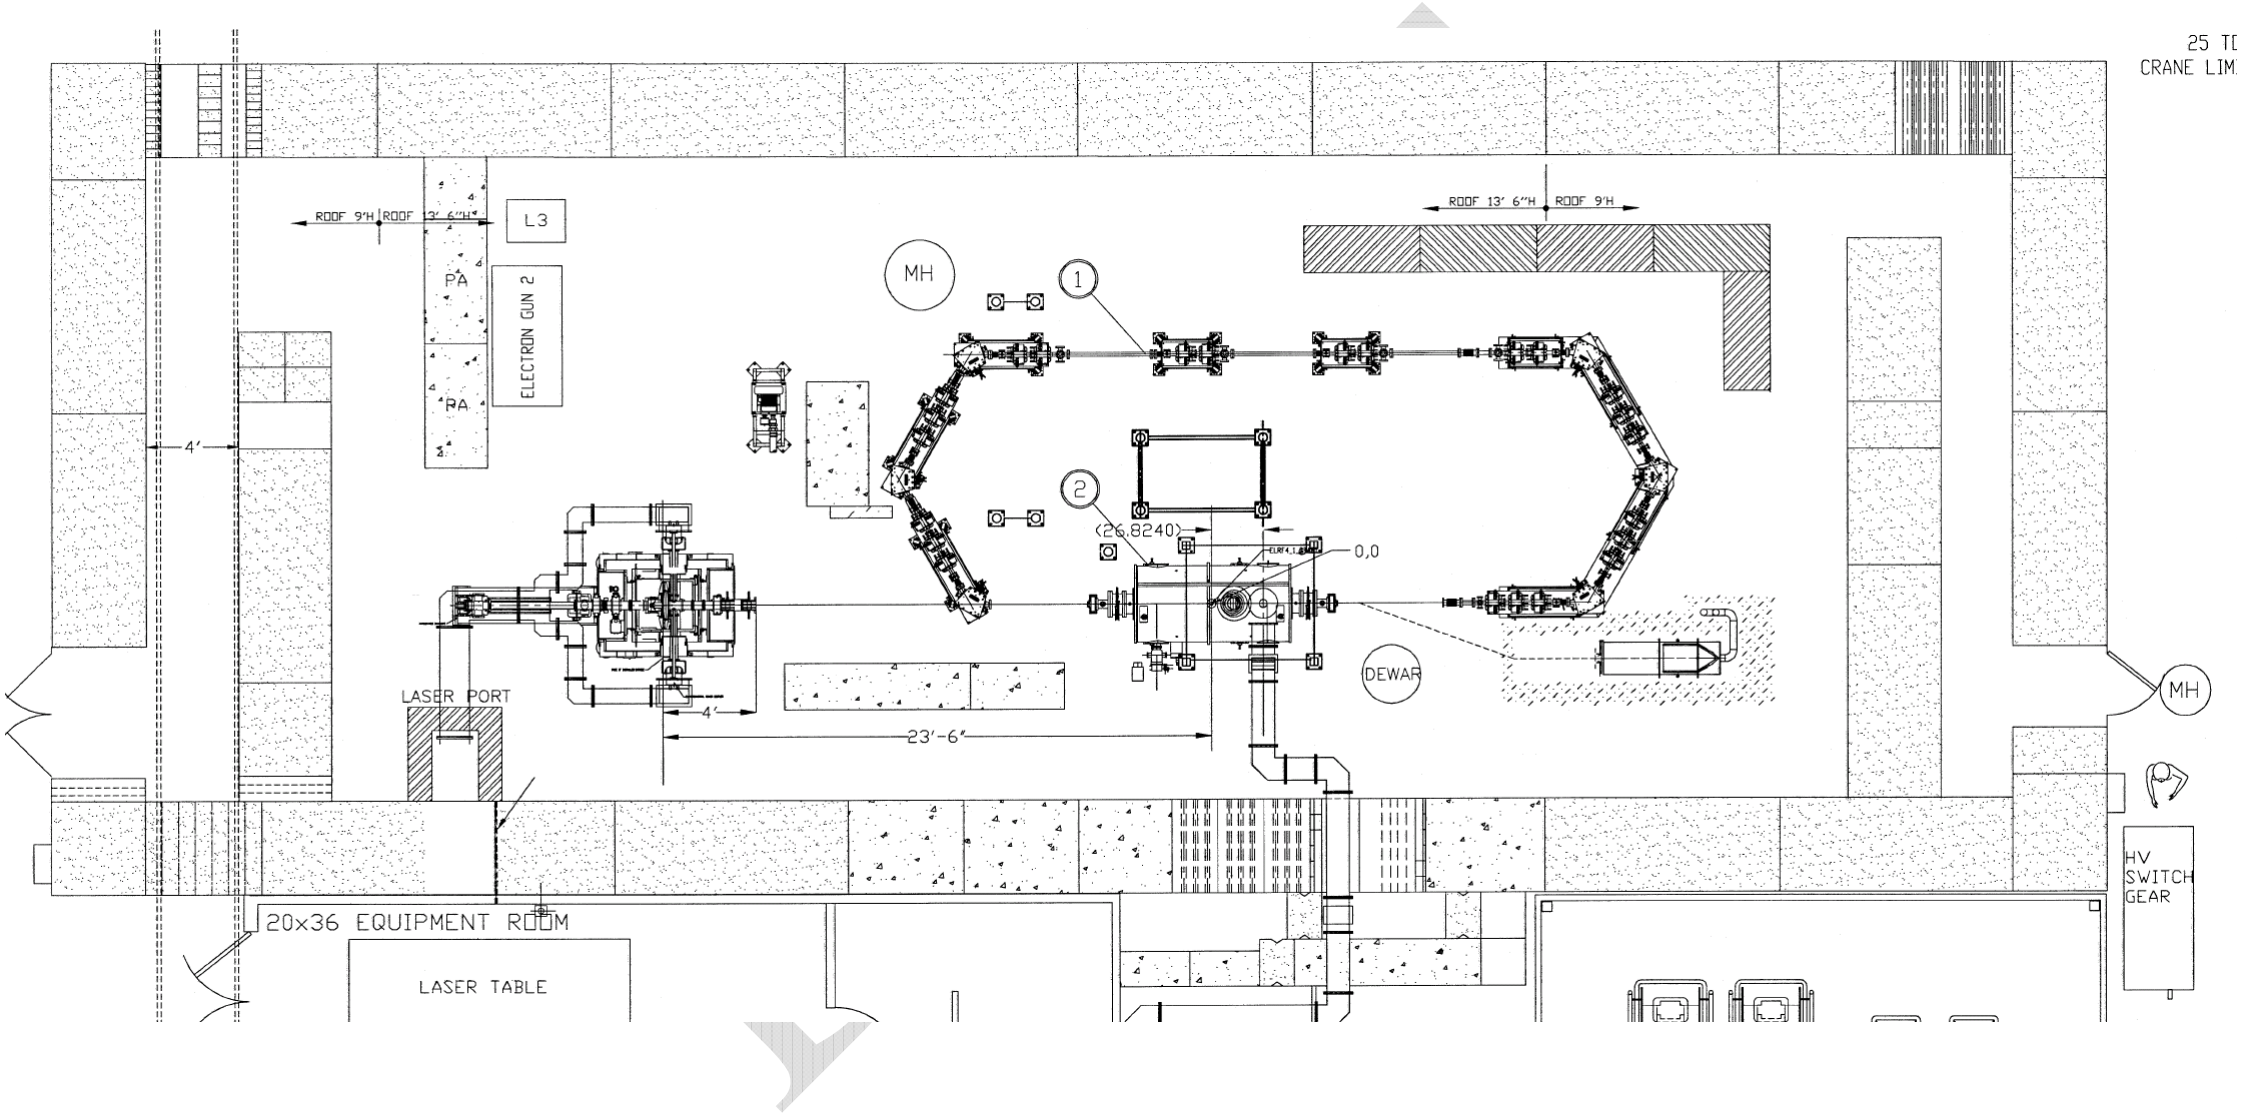 25 TO
CRANE LIM
ROOF 9'H
ROOF 13' 6"H
L3
ROOF 13' 6"H
ROOF 9'H
MH
1
PA
ELECTRON GUN 2
PA
4'
2
(26.8240)
0,0
DEWAR
LASER PORT
4'
MH
23'-6"
HV
SWITCH
GEAR
20x36 EQUIPMENT ROOM
LASER TABLE